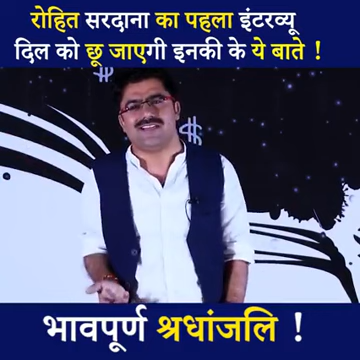 रोहित सरदाना का पहला इंटरव्यू
दिल को छू जाएगी इनकी के ये बाते !
$
$
भावपूर्ण श्रधांजलि !